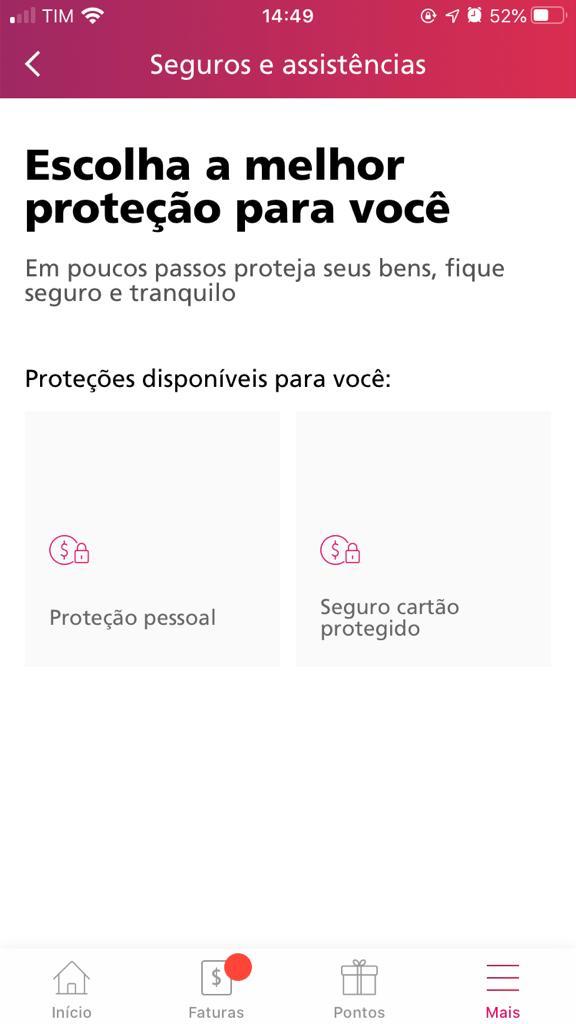 TIM 14:49 52%
Seguros e assistências
Escolha a melhor
proteção para você
Em poucos passos proteja seus bens, fique
seguro e tranquilo
Proteções disponíveis para você:
$ $
Proteção pessoal
Seguro cartão
protegido
$
Início Faturas Pontos Mais